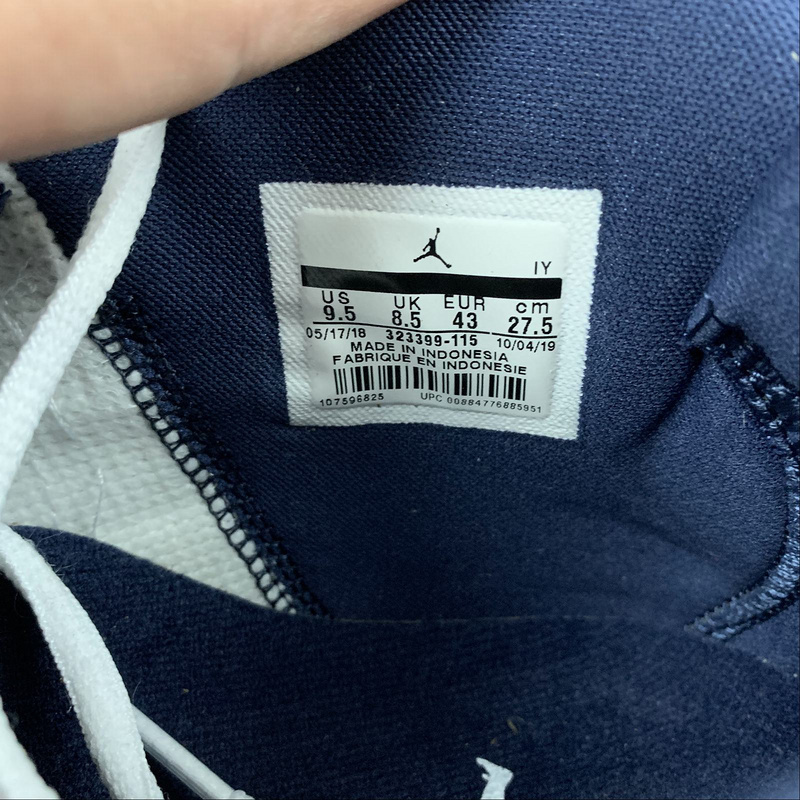 IY
US UK EUR cm
9.5 8.5 43 27.5
05/17/18 323399-115 10/04/19
MADE IN INDONESIA
FABRIQUE EN INDONESIE
107596825 UPC 00884776885951